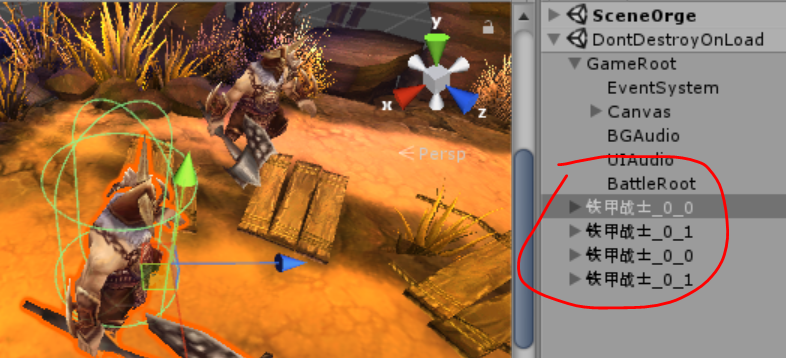 y
x
z
Persp
SceneOrge
DontDestroyOnLoad
GameRoot
EventSystem
Canvas
BGAudio
UIAudio
BattleRoot
铁甲战士_0_0
铁甲战士_0_1
铁甲战士_0_0
铁甲战士_0_1